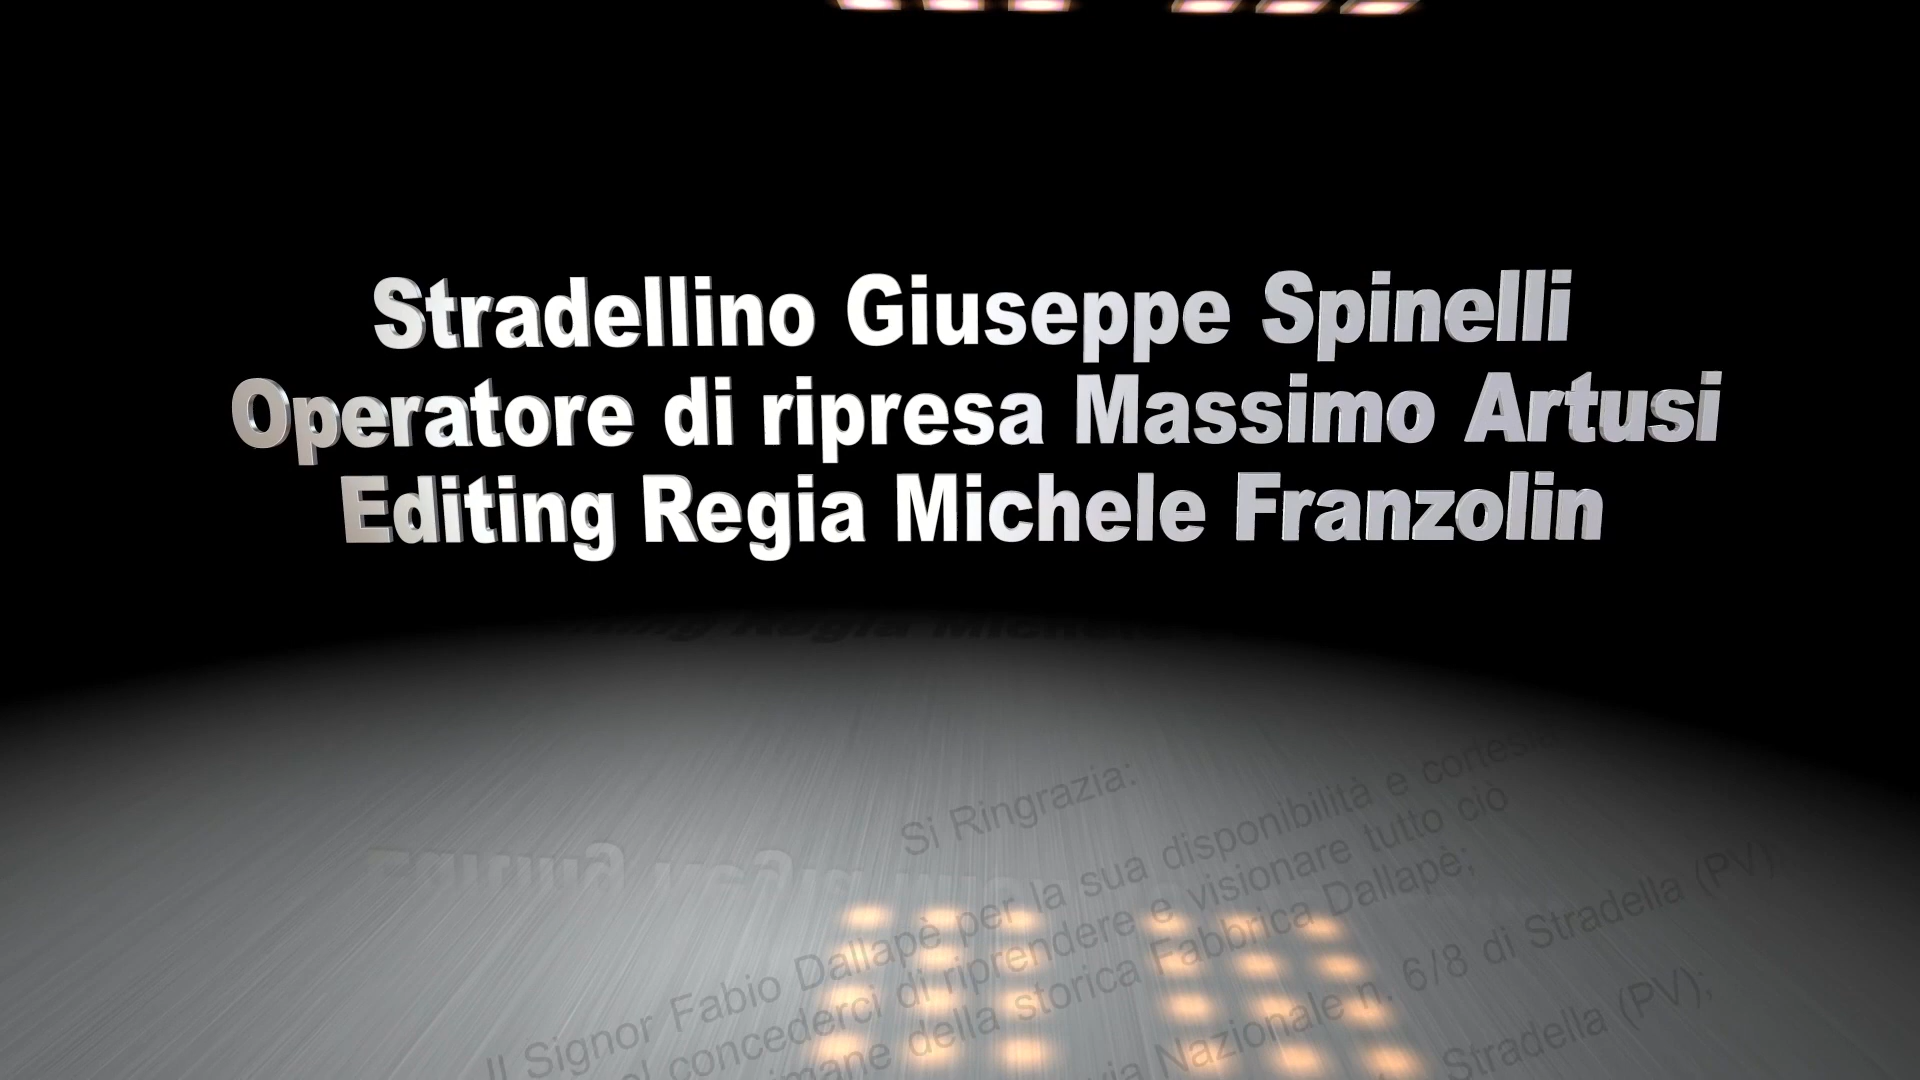 Stradellino Giuseppe Spinelli
Operatore di ripresa Massimo Artusi
Editing Regia Michele Franzolin
Si Ringrazia:
Il Signor Fabio Dallapè per la sua disponibilità e cortesia
concederci di riprendere e visionare tutto ciò
della storica Fabbrica Dallapè;
via Nazionale n. 6/8 di Stradella (PV);
Stradella (PV);